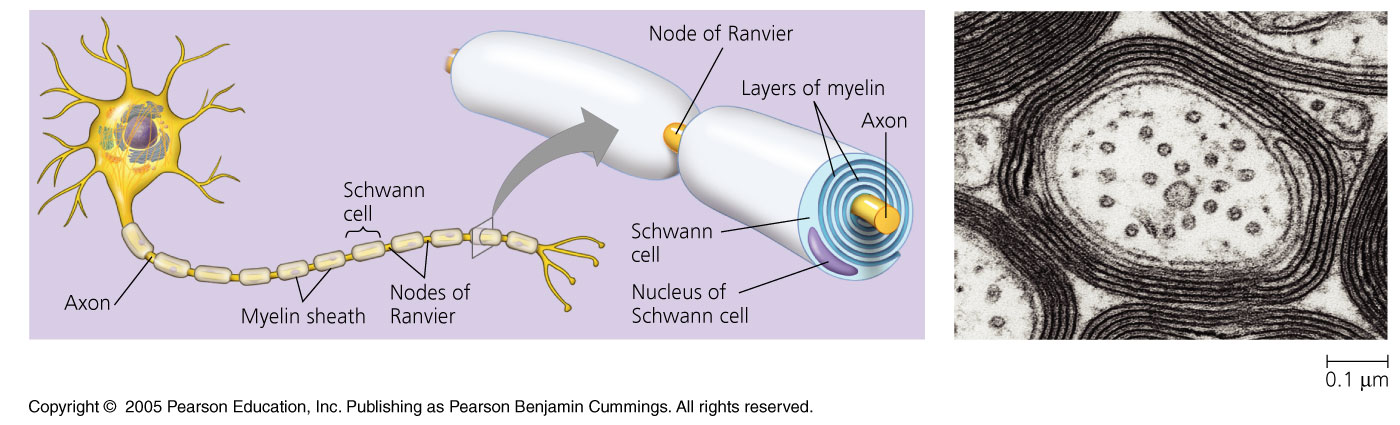 Node of Ranvier
Layers of myelin
Axon
Schwann
cell
Schwann
cell
Nucleus of
Schwann cell
Nodes of
Ranvier
Myelin sheath
Axon
0.1 µm
Copyright © 2005 Pearson Education, Inc. Publishing as Pearson Benjamin Cummings. All rights reserved.